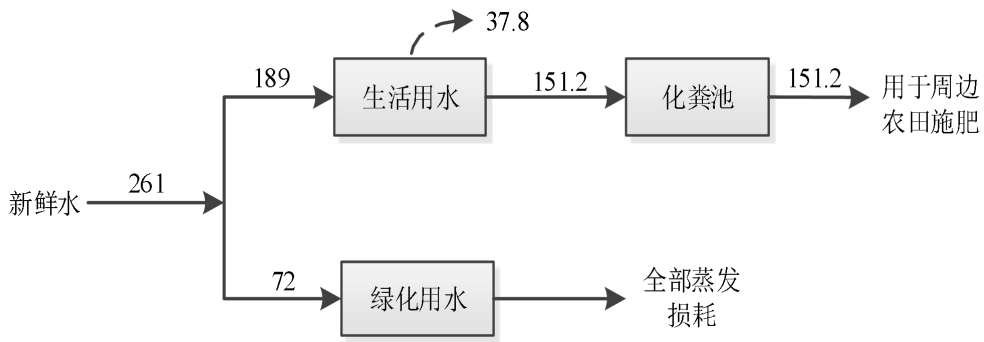 37.8
189
生活用水
151.2
化粪池
151.2
用于周边
农田施肥
新鲜水
261
72
绿化用水
全部蒸发
损耗